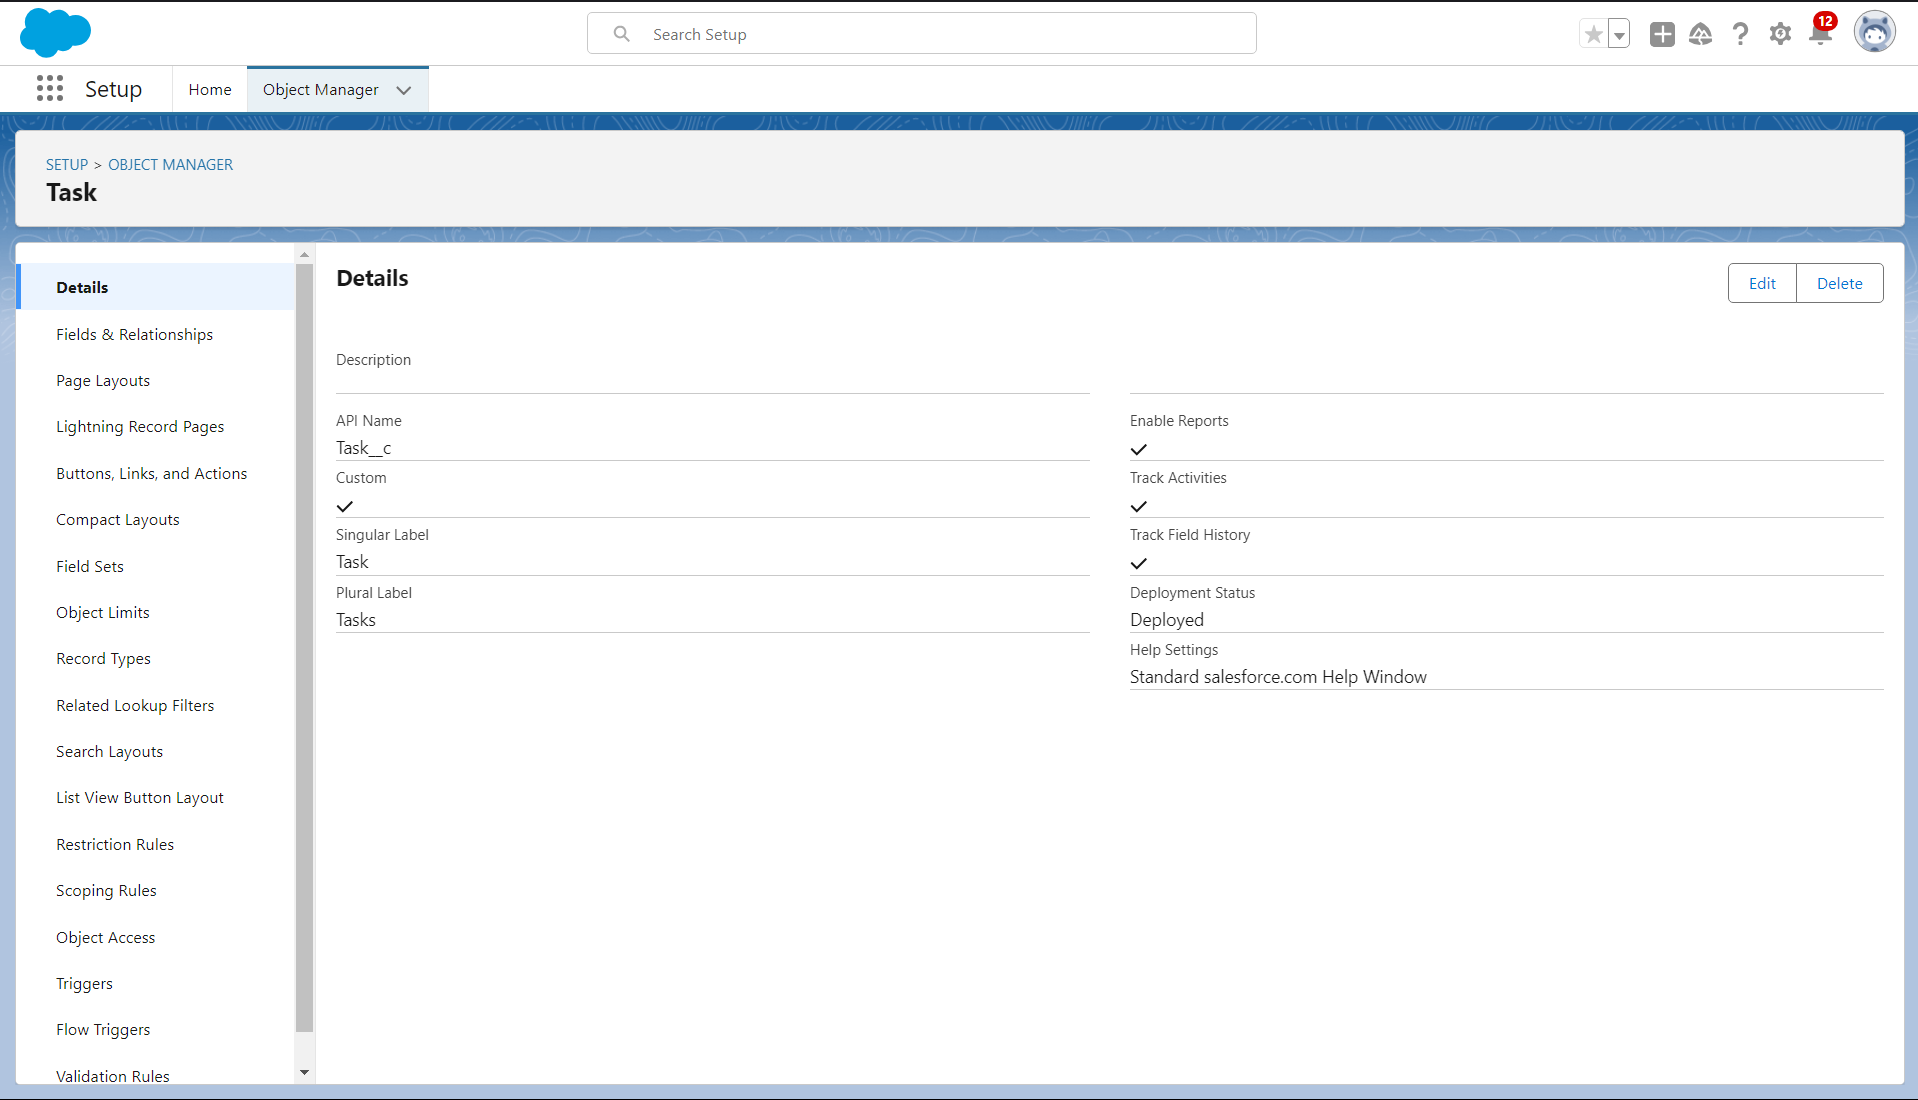 Search Setup
12
Setup
Home
Object Manager
SETUP > OBJECT MANAGER
Task
Details
Fields & Relationships
Page Layouts
Lightning Record Pages
Buttons, Links, and Actions
Compact Layouts
Field Sets
Object Limits
Record Types
Related Lookup Filters
Search Layouts
List View Button Layout
Restriction Rules
Scoping Rules
Object Access
Triggers
Flow Triggers
Validation Rules
Details
Edit
Delete
Description
API Name
Task__c
Custom
Singular Label
Task
Plural Label
Tasks
Enable Reports
Track Activities
Track Field History
Deployment Status
Deployed
Help Settings
Standard salesforce.com Help Window